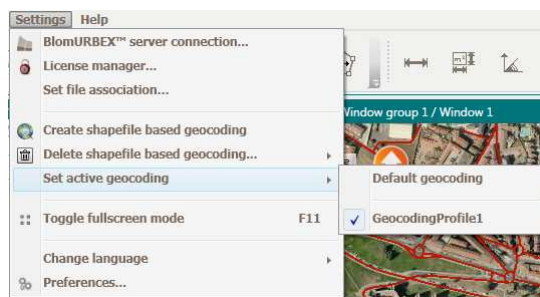 Settings Help
BlomURBEX™ server connection...
License manager...
Set file association...
Create shapefile based geocoding
Delete shapefile based geocoding...
Set active geocoding
Toggle fullscreen mode F11
Change language
Preferences...
Window group 1 / Window 1
Default geocoding
GeocodingProfile1